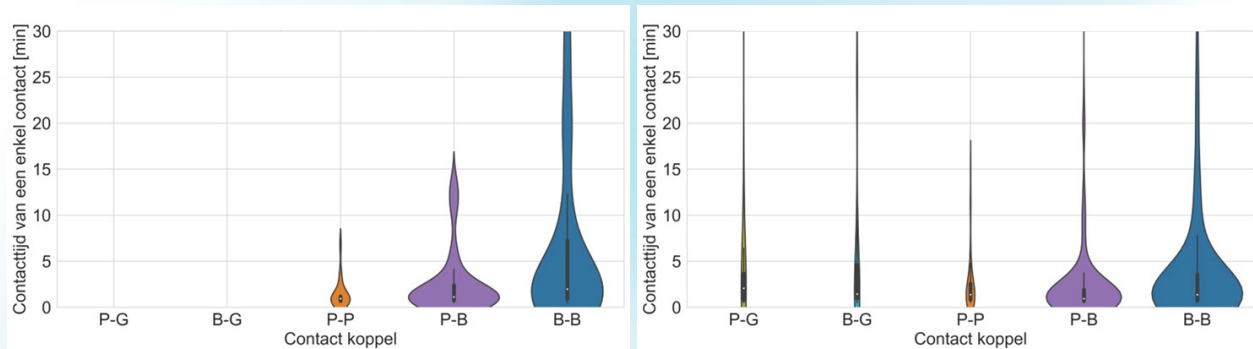 Contacttijd van een enkel contact [min]
30
25
20
15
10
5
0
P-G B-G P-P P-B B-B
Contact koppel
Contacttijd van een enkel contact [min]
30
25
20
15
10
5
0
P-G B-G P-P P-B B-B
Contact koppel